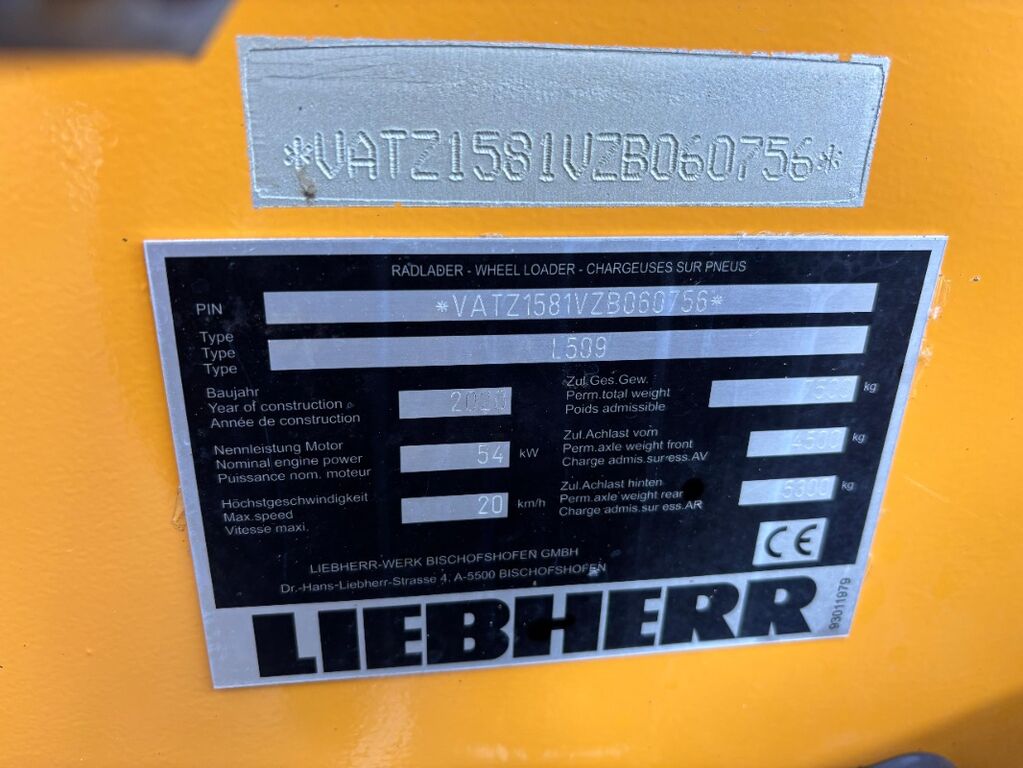 *VATZ1581VZB060756*
RADLADER - WHEEL LOADER - CHARGEUSES SUR PNEUS
PIN *VATZ1581VZB060756*
Type
Type L509
Type
Baujahr
Year of construction 2020
Année de construction
Nennleistung Motor
Nominal engine power 54 kW
Puissance nom. moteur
Höchstgeschwindigkeit
Max.speed 20 km/h
Vitesse maxi.
Zul.Ges.Gew.
Perm.total weight 7500 kg
Poids admissible
Zul.Achlast vorn
Perm.axle weight front 4500 kg
Charge admis.sur ess.AV
Zul.Achlast hinten
Perm.axle weight rear 5300 kg
Charge admis.sur ess.AR
CE
LIEBHERR-WERK BISCHOFSHOFEN GMBH
Dr.-Hans-Liebherr-Strasse 4, A-5500 BISCHOFSHOFEN
LIEBHERR
93011979